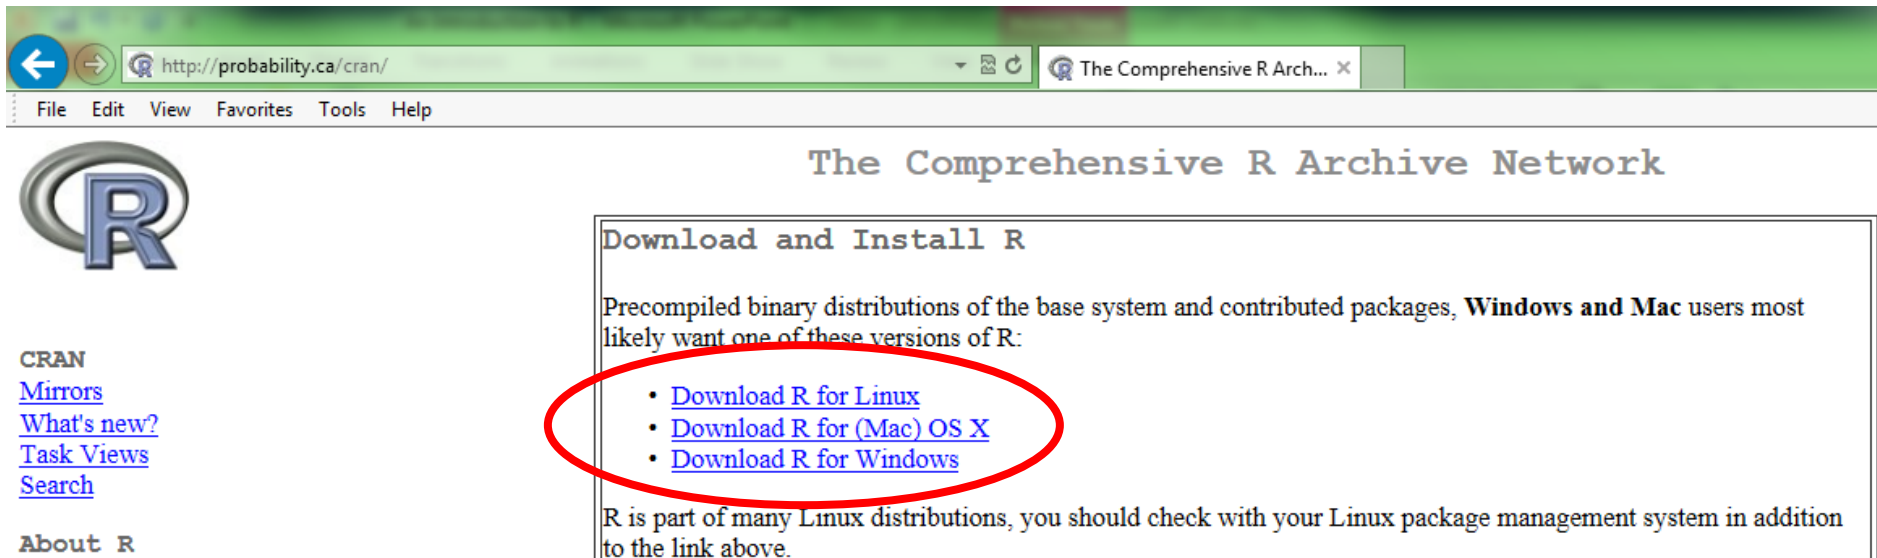 http://probability.ca/cran/
The Comprehensive R Arch...
File Edit View Favorites Tools Help
R
The Comprehensive R Archive Network
CRAN
Mirrors
What's new?
Task Views
Search
About R
Download and Install R
Precompiled binary distributions of the base system and contributed packages, Windows and Mac users most
likely want one of these versions of R:
• Download R for Linux
• Download R for (Mac) OS X
• Download R for Windows
R is part of many Linux distributions, you should check with your Linux package management system in addition
to the link above.